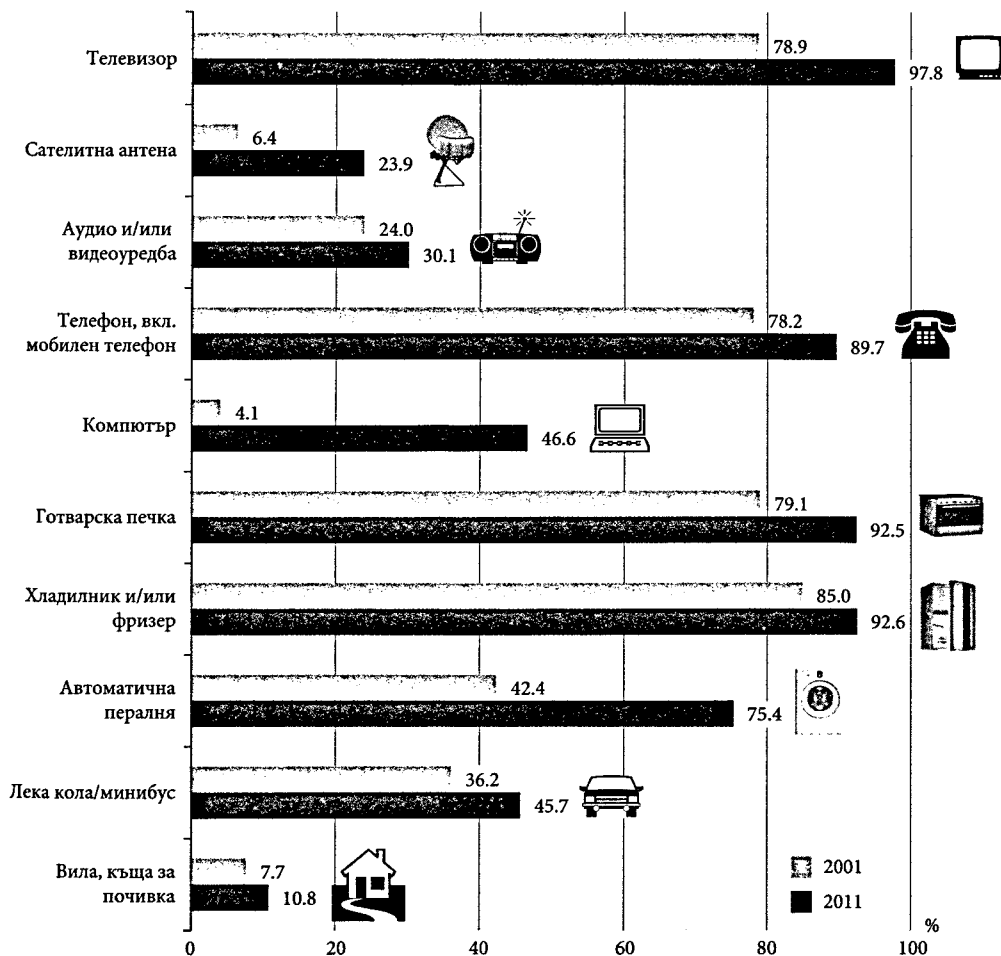 Телевизор
78.9
97.8
Сателитна антена
6.4
23.9
Аудио и/или
видеоуредба
24.0
30.1
Телефон, вкл.
мобилен телефон
78.2
89.7
Компютър
4.1
46.6
Готварска печка
79.1
92.5
Хладилник и/или
фризер
85.0
92.6
Автоматична
пералня
42.4
75.4
Лека кола/минибус
36.2
45.7
Вила, къща за
почивка
7.7
10.8
2001
2011
%
0 20 40 60 80 100